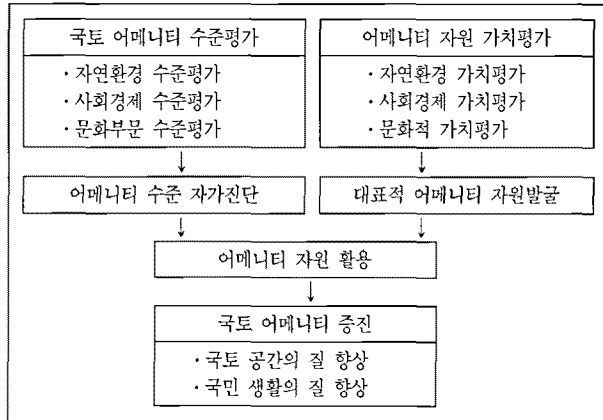 국토 어메니티 수준평가
· 자연환경 수준평가
· 사회경제 수준평가
· 문화부문 수준평가
어메니티 자원 가치평가
· 자연환경 가치평가
· 사회경제 가치평가
· 문화적 가치평가
어메니티 수준 자가진단
대표적 어메니티 자원발굴
어메니티 자원 활용
국토 어메니티 증진
· 국토 공간의 질 향상
· 국민 생활의 질 향상